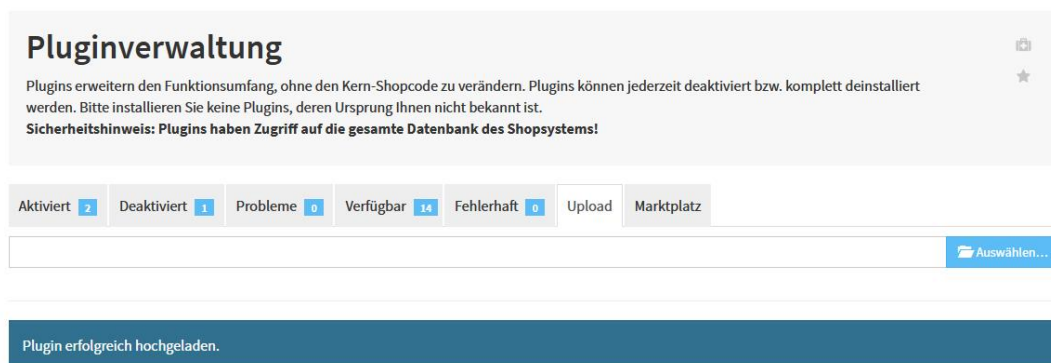 Pluginverwaltung
Plugins erweitern den Funktionsumfang, ohne den Kern-Shopcode zu verändern. Plugins können jederzeit deaktiviert bzw. komplett deinstalliert
werden. Bitte installieren Sie keine Plugins, deren Ursprung Ihnen nicht bekannt ist.
Sicherheitshinweis: Plugins haben Zugriff auf die gesamte Datenbank des Shopsystems!
Aktiviert 2 Deaktiviert 1 Probleme 0 Verfügbar 14 Fehlerhaft 0 Upload Marktplatz
Auswählen...
Plugin erfolgreich hochgeladen.